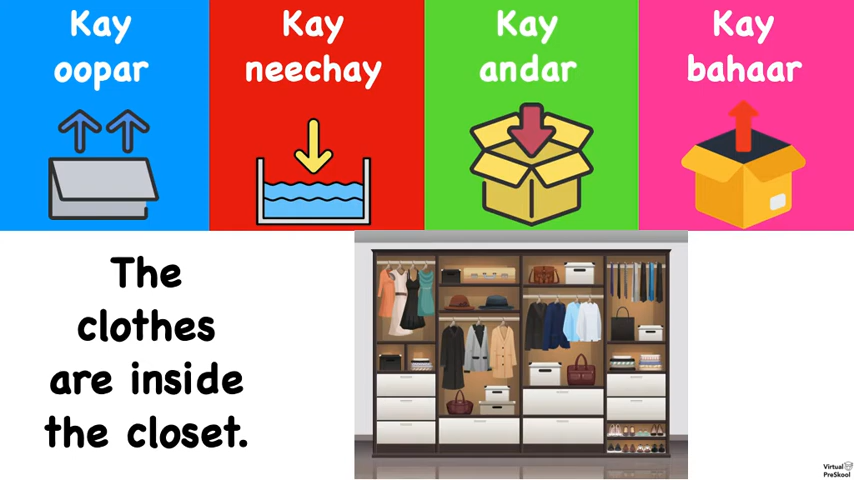 Kay
oopar
Kay
neechay
Kay
andar
Kay
bahaar
The
clothes
are inside
the closet.
Virtual
PreSkool